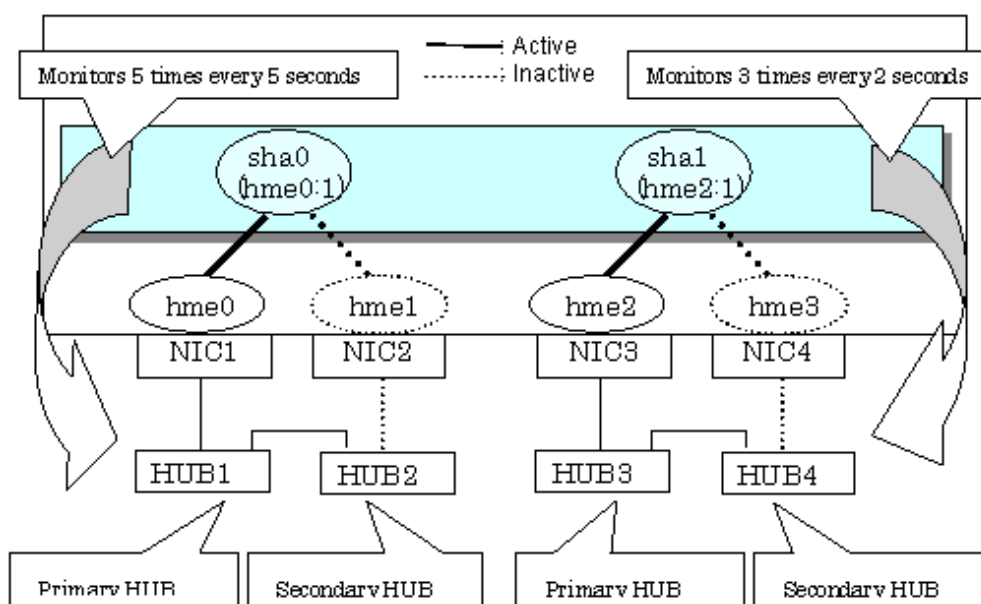 : Active
: Inactive
Monitors 5 times every 5 seconds
Monitors 3 times every 2 seconds
sha0
(hme0:1)
sha1
(hme2:1)
hme0
hme1
hme2
hme3
NIC1
NIC2
NIC3
NIC4
HUB1
HUB2
HUB3
HUB4
Primary HUB
Secondary HUB
Primary HUB
Secondary HUB